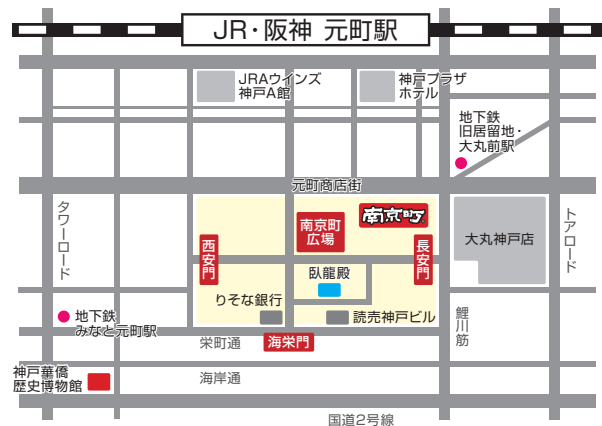 JR・阪神 元町駅
JRAウインズ
神戸A館
神戸プラザ
ホテル
地下鉄
旧居留地・
大丸前駅
元町商店街
タワーロード
西安門
南京町
広場
南京町
長安門
大丸神戸店
トアロード
臥龍殿
りそな銀行
読売神戸ビル
地下鉄
みなと元町駅
栄町通
海栄門
鯉川筋
神戸華僑
歴史博物館
海岸通
国道2号線